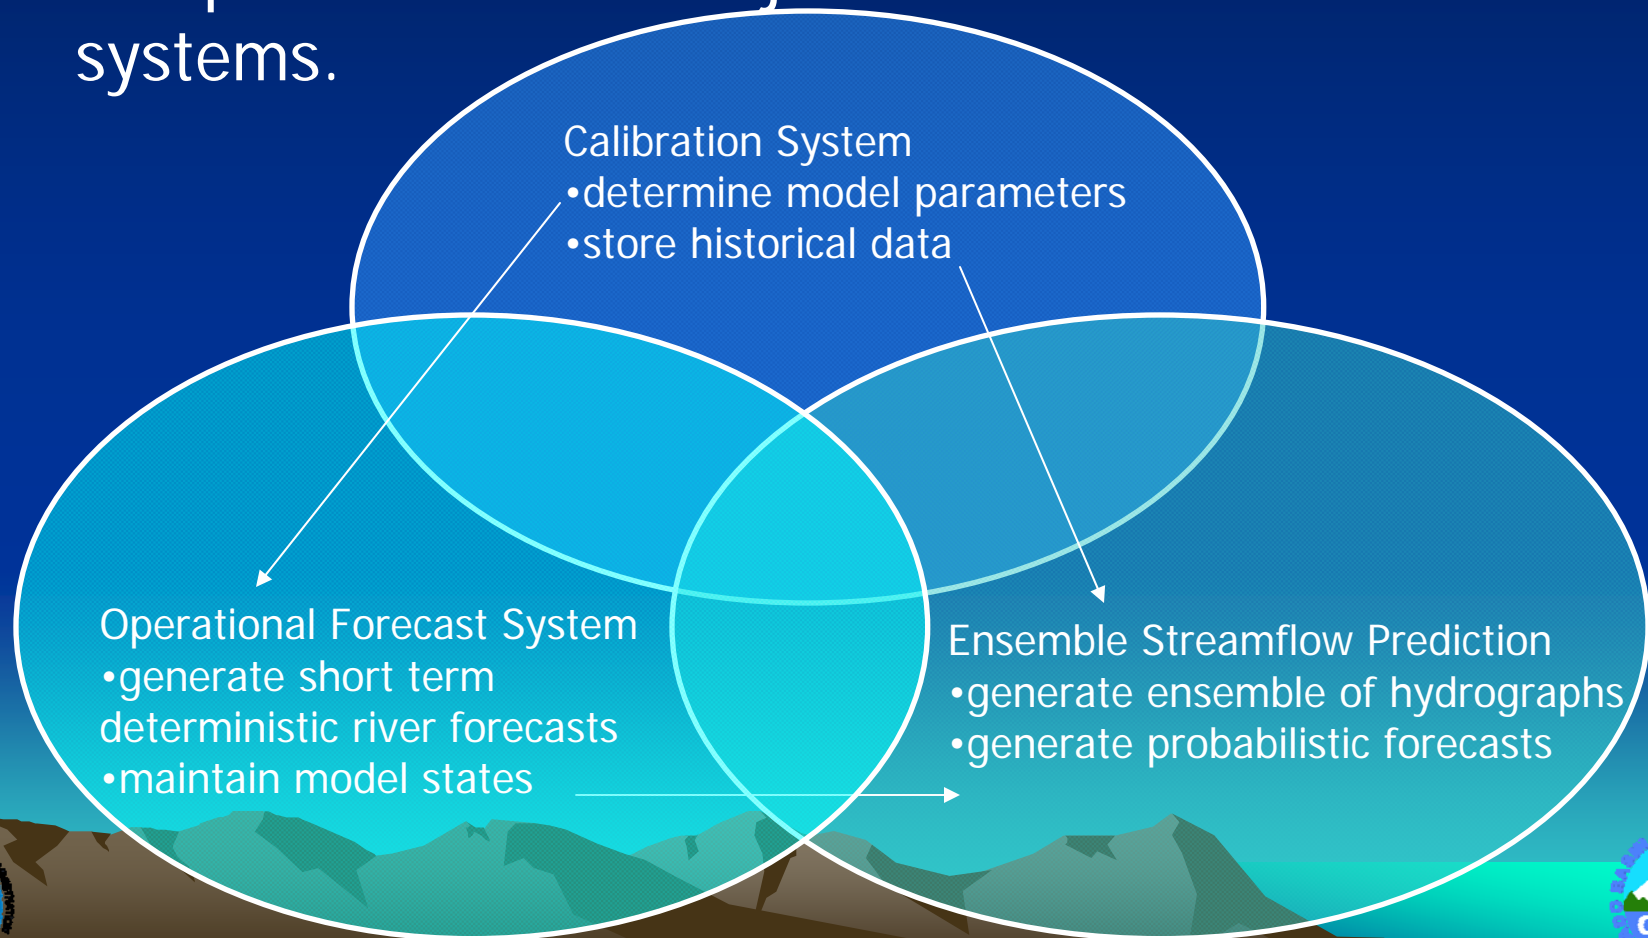 systems.
Calibration System
•determine model parameters
•store historical data
Operational Forecast System
•generate short term
deterministic river forecasts
•maintain model states
Ensemble Streamflow Prediction
•generate ensemble of hydrographs
•generate probabilistic forecasts